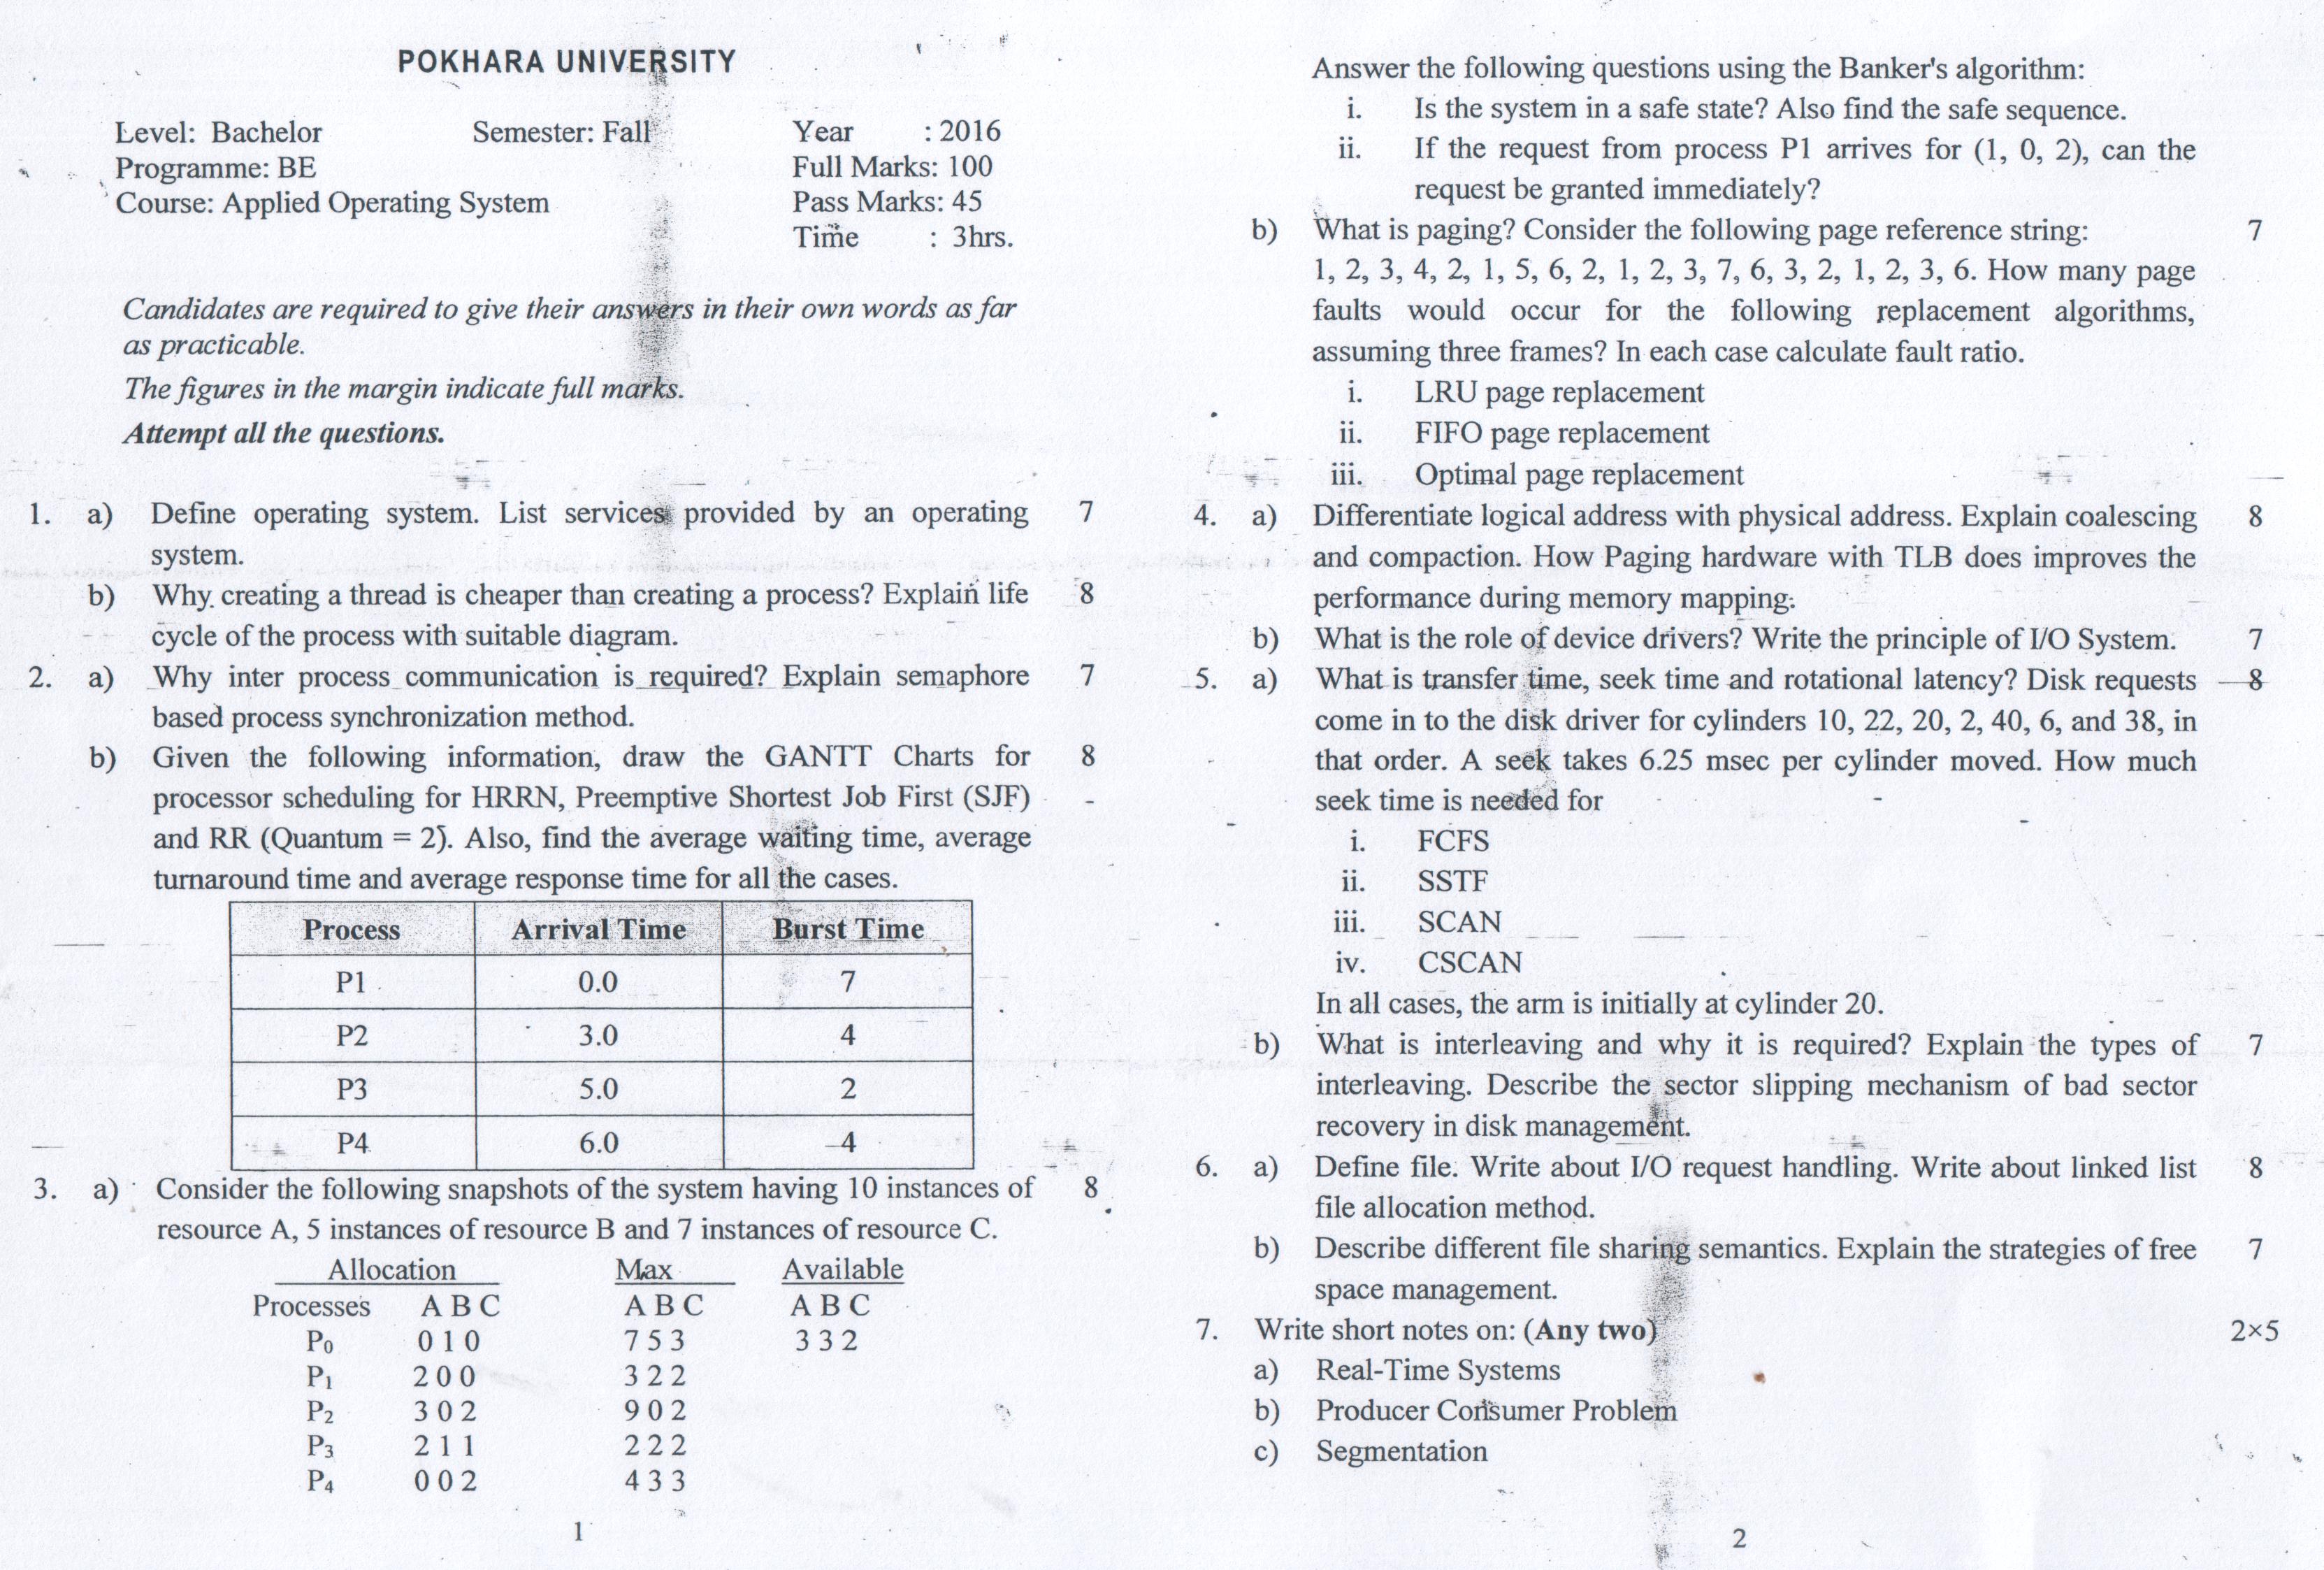 POKHARA UNIVERSITY
Level: Bachelor Semester: Fall Year : 2016
Programme: BE Full Marks: 100
Course: Applied Operating System Pass Marks: 45
Time : 3hrs.
Candidates are required to give their answers in their own words as far
as practicable.
The figures in the margin indicate full marks.
Attempt all the questions.
1. a) Define operating system. List services provided by an operating 7
system.
b) Why creating a thread is cheaper than creating a process? Explain life 8
cycle of the process with suitable diagram.
2. a) Why inter process communication is required? Explain semaphore 7
based process synchronization method.
b) Given the following information, draw the GANTT Charts for 8
processor scheduling for HRRN, Preemptive Shortest Job First (SJF)
and RR (Quantum = 2). Also, find the average waiting time, average
turnaround time and average response time for all the cases.
Process Arrival Time Burst Time
P1 0.0 7
P2 3.0 4
P3 5.0 2
P4 6.0 4
3. a) Consider the following snapshots of the system having 10 instances of 8
resource A, 5 instances of resource B and 7 instances of resource C.
Allocation Max Available
Processes A B C A B C A B C
P0 0 1 0 7 5 3 3 3 2
P1 2 0 0 3 2 2
P2 3 0 2 9 0 2
P3 2 1 1 2 2 2
P4 0 0 2 4 3 3
1
Answer the following questions using the Banker's algorithm:
i. Is the system in a safe state? Also find the safe sequence.
ii. If the request from process P1 arrives for (1, 0, 2), can the
request be granted immediately?
b) What is paging? Consider the following page reference string: 7
1, 2, 3, 4, 2, 1, 5, 6, 2, 1, 2, 3, 7, 6, 3, 2, 1, 2, 3, 6. How many page
faults would occur for the following replacement algorithms,
assuming three frames? In each case calculate fault ratio.
i. LRU page replacement
ii. FIFO page replacement
iii. Optimal page replacement
4. a) Differentiate logical address with physical address. Explain coalescing 8
and compaction. How Paging hardware with TLB does improves the
performance during memory mapping.
b) What is the role of device drivers? Write the principle of I/O System. 7
5. a) What is transfer time, seek time and rotational latency? Disk requests 8
come in to the disk driver for cylinders 10, 22, 20, 2, 40, 6, and 38, in
that order. A seek takes 6.25 msec per cylinder moved. How much
seek time is needed for
i. FCFS
ii. SSTF
iii. SCAN
iv. CSCAN
In all cases, the arm is initially at cylinder 20.
b) What is interleaving and why it is required? Explain the types of 7
interleaving. Describe the sector slipping mechanism of bad sector
recovery in disk management.
6. a) Define file. Write about I/O request handling. Write about linked list 8
file allocation method.
b) Describe different file sharing semantics. Explain the strategies of free 7
space management.
7. Write short notes on: (Any two) 2×5
a) Real-Time Systems
b) Producer Consumer Problem
c) Segmentation
2